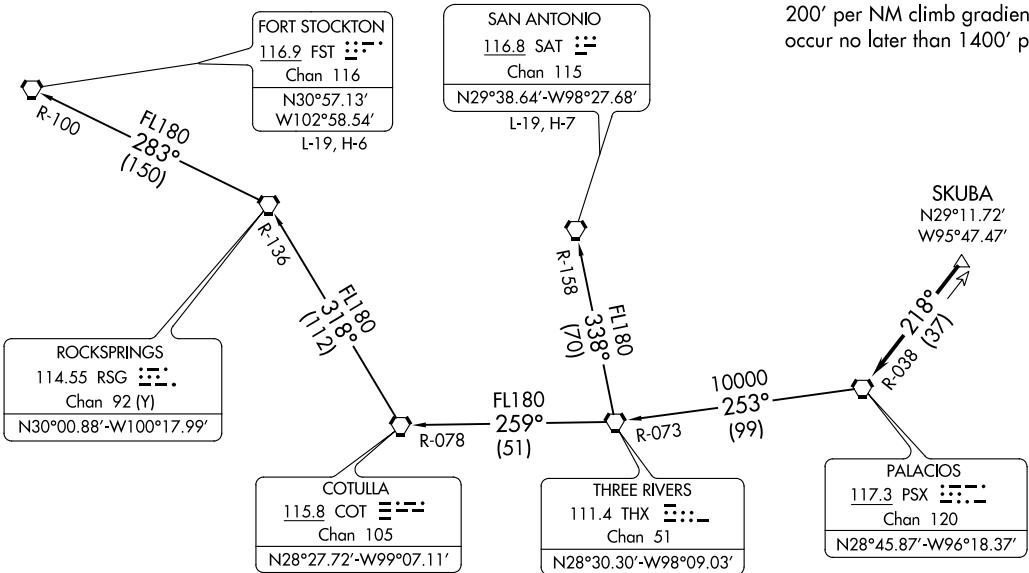 FORT STOCKTON
116.9 FST
Chan 116
N30°57.13'
W102°58.54'
L-19, H-6
SAN ANTONIO
116.8 SAT
Chan 115
N29°38.64'-W98°27.68'
L-19, H-7
200' per NM climb gradien
occur no later than 1400' p
R-100
FL180
283°
(150)
SKUBA
N29°11.72'
W95°47.47'
R-136
FL180
318°
(112)
R-158
FL180
338°
(70)
218°
(37)
R-038
ROCKSPRINGS
114.55 RSG
Chan 92 (Y)
N30°00.88'-W100°17.99'
10000
253°
(99)
R-073
FL180
259°
(51)
R-078
COTULLA
115.8 COT
Chan 105
N28°27.72'-W99°07.11'
THREE RIVERS
111.4 THX
Chan 51
N28°30.30'-W98°09.03'
PALACIOS
117.3 PSX
Chan 120
N28°45.87'-W96°18.37'